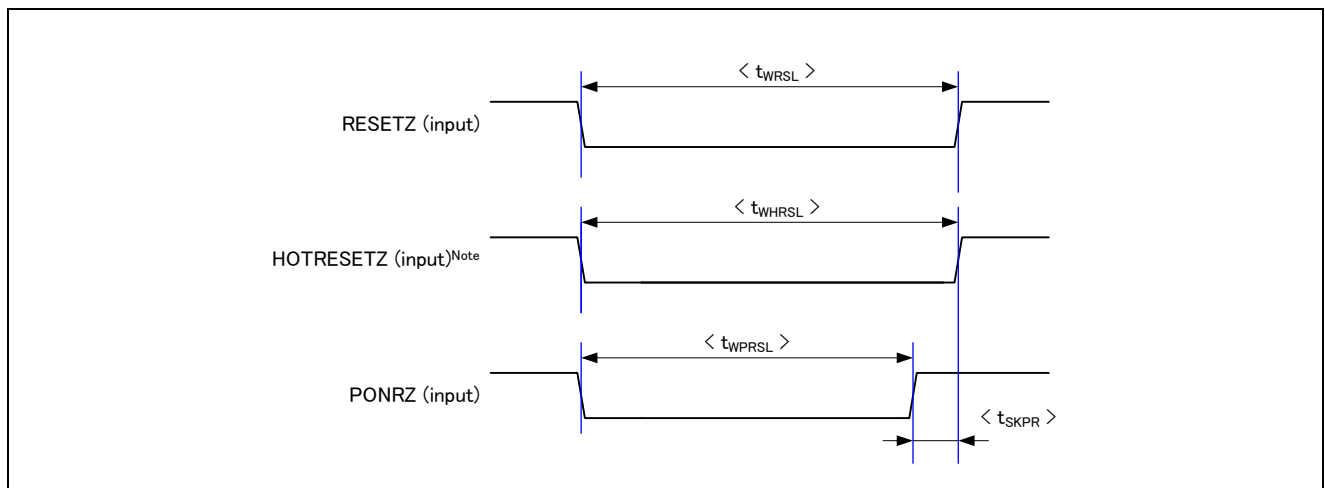 < tWRSL >
RESETZ (input)
< tWHRSL >
HOTRESETZ (input)Note
< tWPRSL >
PONRZ (input)
< tSKPR >